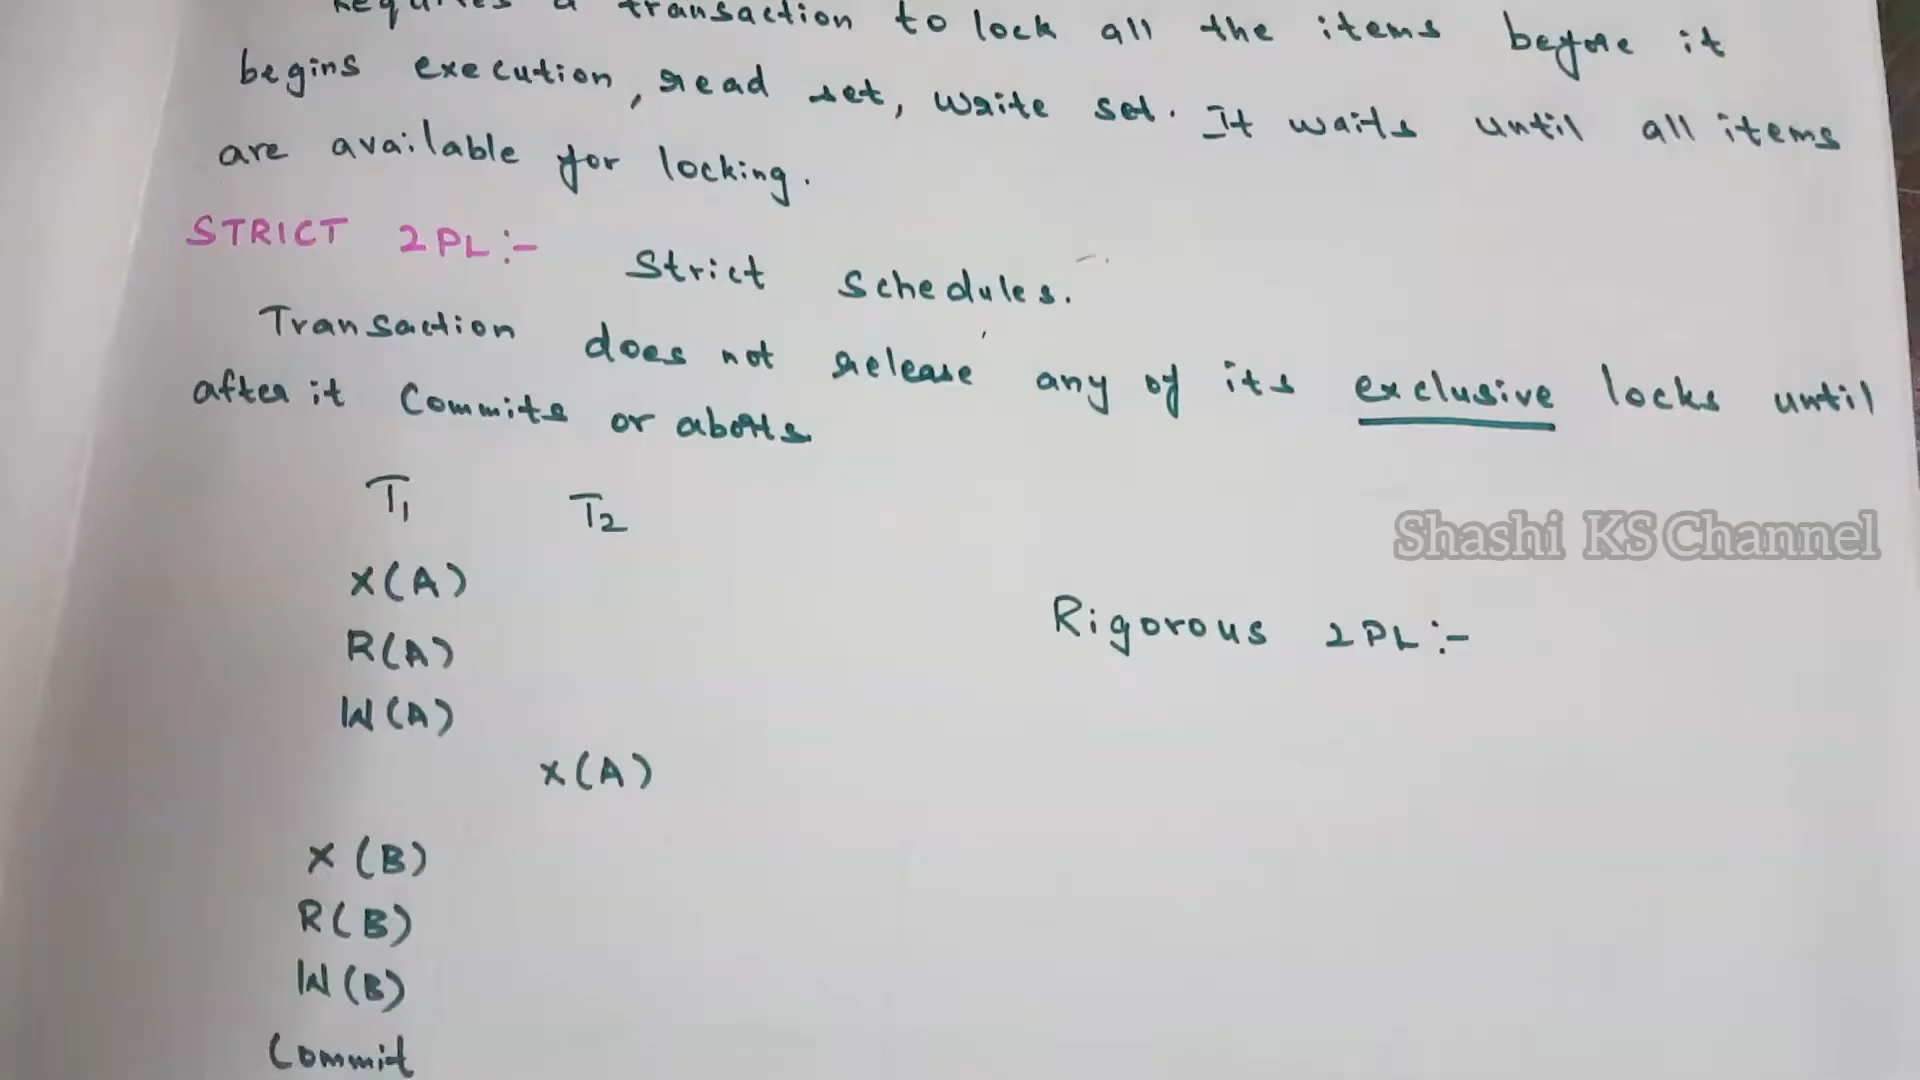 Requires a transaction to lock all the items before it
begins execution, read set, write set. It waits until all items
are available for locking.
STRICT 2PL:- Strict Schedules.
Transaction does not release any of its exclusive locks until
after it Commits or aborts
T1 T2
X(A)
R(A)
W(A)
X(A)
X(B)
R(B)
W(B)
Commit
Rigorous 2PL:-
Shashi KS Channel